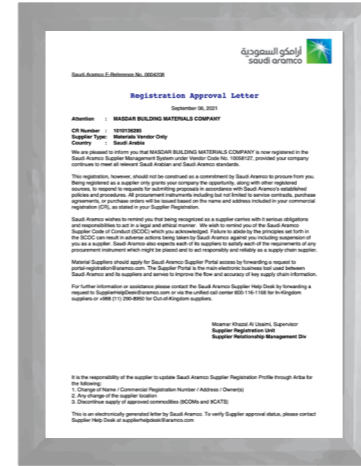 أرامكو السعودية
saudi aramco
Saudi Aramco E-Reference No. 0604208
Registration Approval Letter
September 06, 2021
Attention : MASDAR BUILDING MATERIALS COMPANY
CR Number : 1010136280
Supplier Type: Materials Vendor Only
Country : Saudi Arabia
We are pleased to inform you that MASDAR BUILDING MATERIALS COMPANY is now registered in the
Saudi Aramco Supplier Management System under Vendor Code No. 10058127, provided your company
continues to meet all relevant Saudi Arabian and Saudi Aramco standards.
This registration, however, should not be construed as a commitment by Saudi Aramco to procure from you.
Being registered as a supplier only grants your company the opportunity, along with other registered
sources, to respond to requests for submitting proposals in accordance with Saudi Aramco's established
policies and procedures. All procurement instruments including but not limited to service contracts, purchase
agreements, or purchase orders will be issued based on the name and address included in your commercial
registration (CR), as stated in your Supplier Registration.
Saudi Aramco wishes to remind you that being recognized as a supplier carries with it serious obligations
and responsibilities to act in a legal and ethical manner. We wish to remind you of the Saudi Aramco
Supplier Code of Conduct (SCOC) which you acknowledged. Failure to abide by the principles set forth in
the SCOC can result in adverse actions being taken by Saudi Aramco against you including suspension of
you as a supplier. Saudi Aramco also expects each of its suppliers to satisfy each of the requirements of any
procurement instrument which might be placed and to act responsibly and reliably as a supply chain supplier.
Material Suppliers should apply for Saudi Aramco Supplier Portal access by forwarding a request to
portal-registration@aramco.com. The Supplier Portal is the main electronic business tool used between
Saudi Aramco and its suppliers and serves to improve the flow and accuracy of key supply chain information.
For further information or assistance please contact the Saudi Aramco Supplier Help Desk by forwarding a
request to SupplierHelpDesk@aramco.com or via the unified call center 800-116-1168 for In-Kingdom
suppliers or +966 (11) 290-8950 for Out-of-Kingdom suppliers.
Moamar Khazal Al Usaimi, Supervisor
Supplier Registration Unit
Supplier Relationship Management Div
It is the responsibility of the supplier to update Saudi Aramco Supplier Registration Profile through Ariba for
the following:
1. Change of Name / Commercial Registration Number / Address / Owner(s)
2. Any change of the supplier location
3. Discontinue supply of approved commodities (9COMs and 9CATS)
This is an electronically generated letter by Saudi Aramco. To verify Supplier approval status, please contact
Supplier Help Desk at supplierhelpdesk@aramco.com